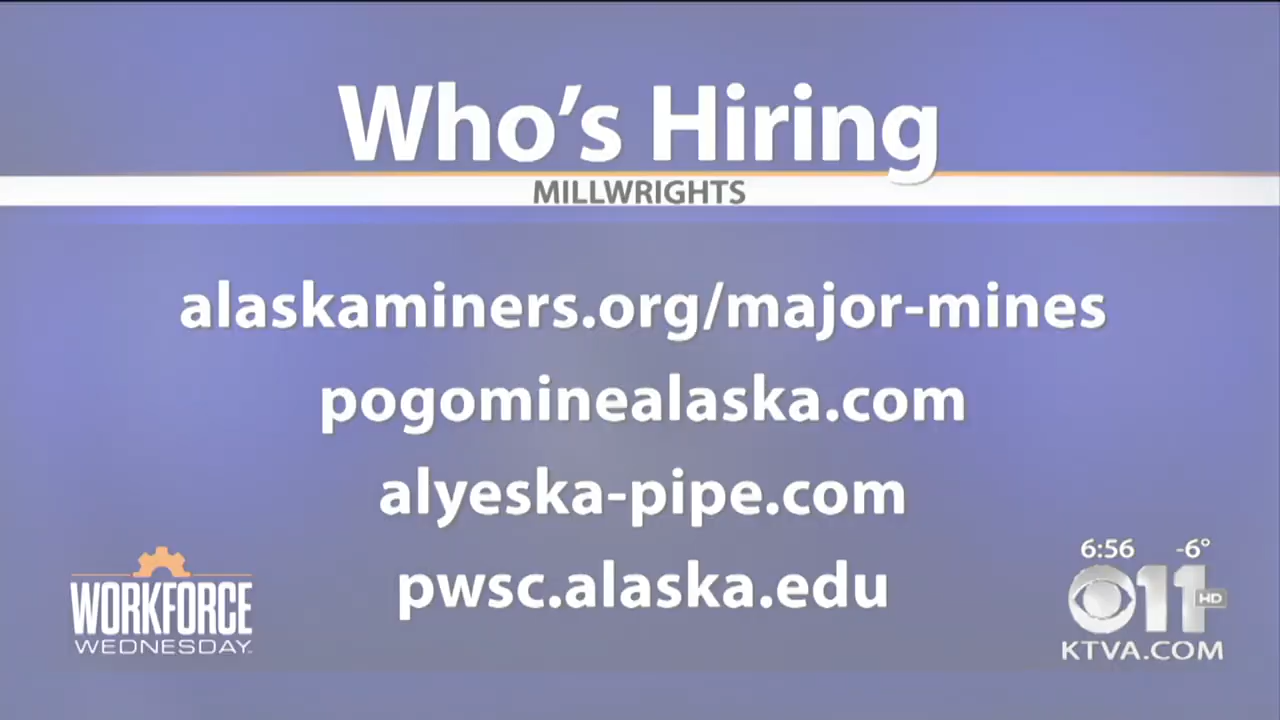 Who's Hiring
MILLWRIGHTS
alaskaminers.org/major-mines
pogominealaska.com
alyeska-pipe.com
pwsc.alaska.edu
WORKFORCE
WEDNESDAY
6:56 -6°
11 HD
KTVA.COM